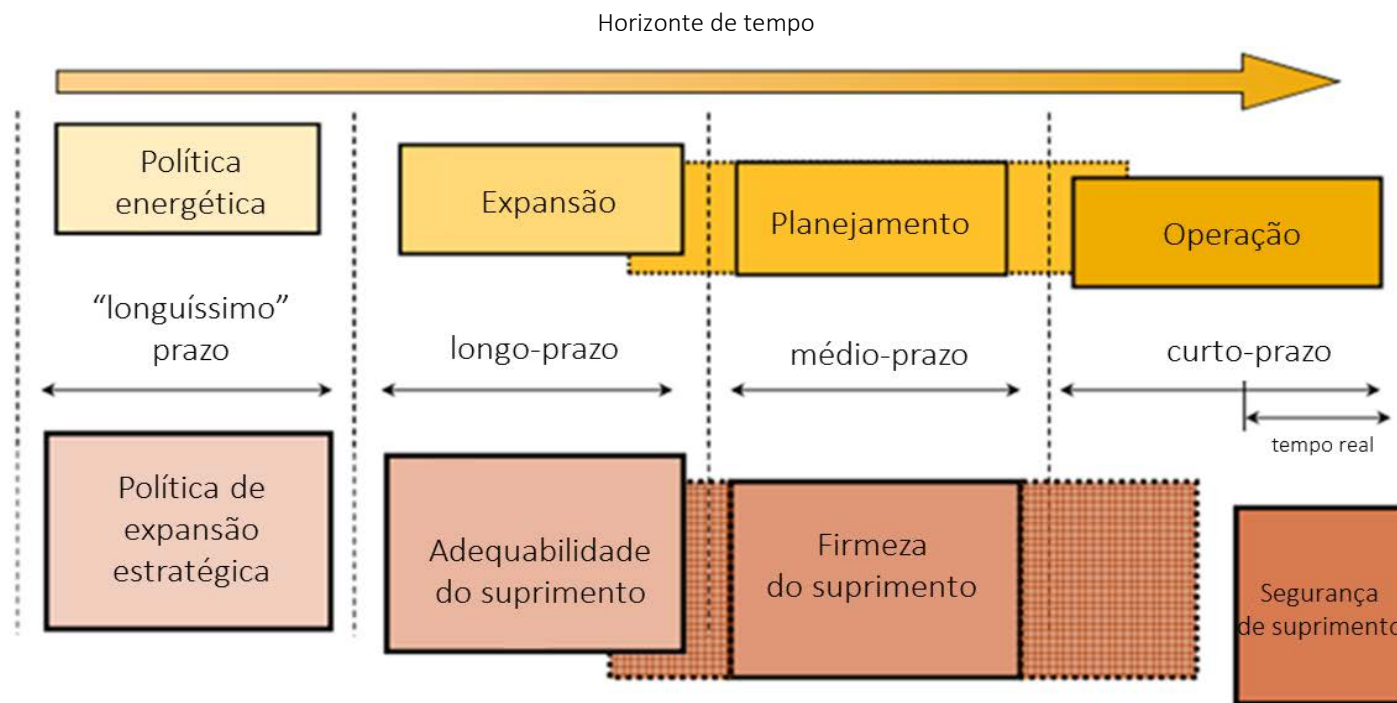 Horizonte de tempo
Política
energética
Expansão
Planejamento
Operação
“longuíssimo”
prazo
longo-prazo
médio-prazo
curto-prazo
tempo real
Política de
expansão
estratégica
Adequabilidade
do suprimento
Firmeza
do suprimento
Segurança
de suprimento